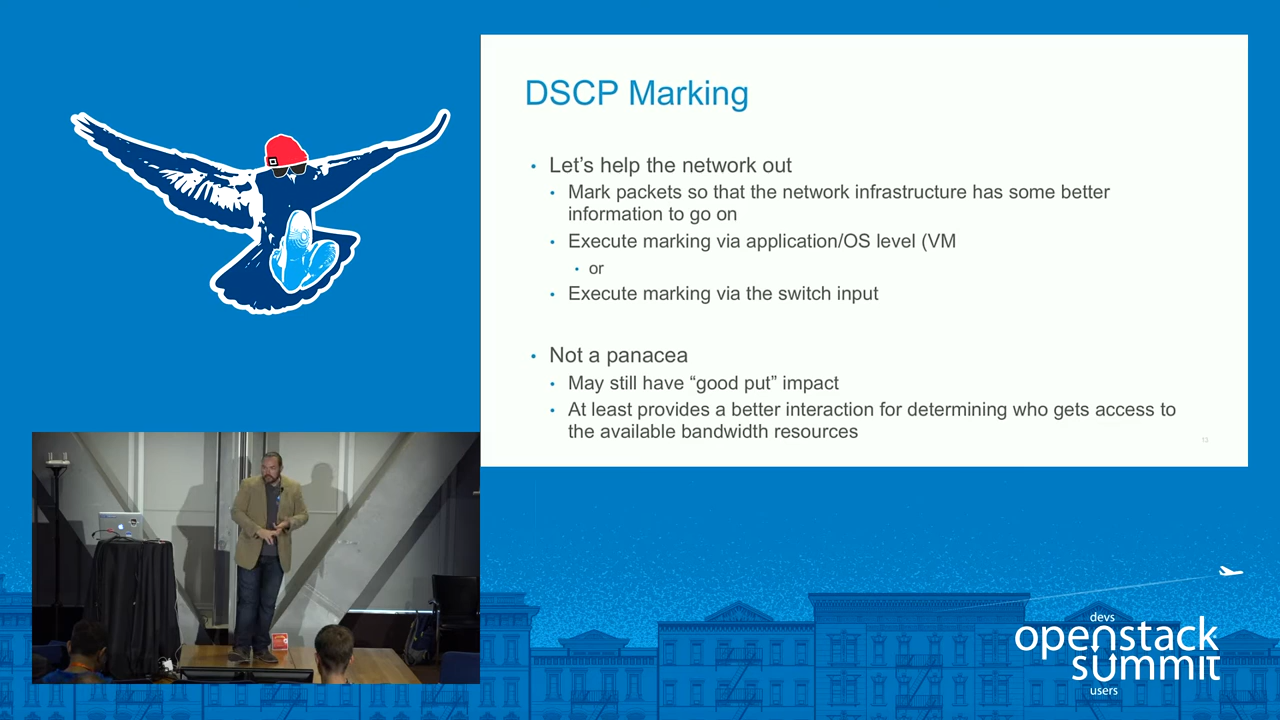 DSCP Marking
• Let’s help the network out
• Mark packets so that the network infrastructure has some better
information to go on
• Execute marking via application/OS level (VM
• or
• Execute marking via the switch input
• Not a panacea
• May still have “good put” impact
• At least provides a better interaction for determining who gets access to
the available bandwidth resources
13
devs
openstack
summit
users